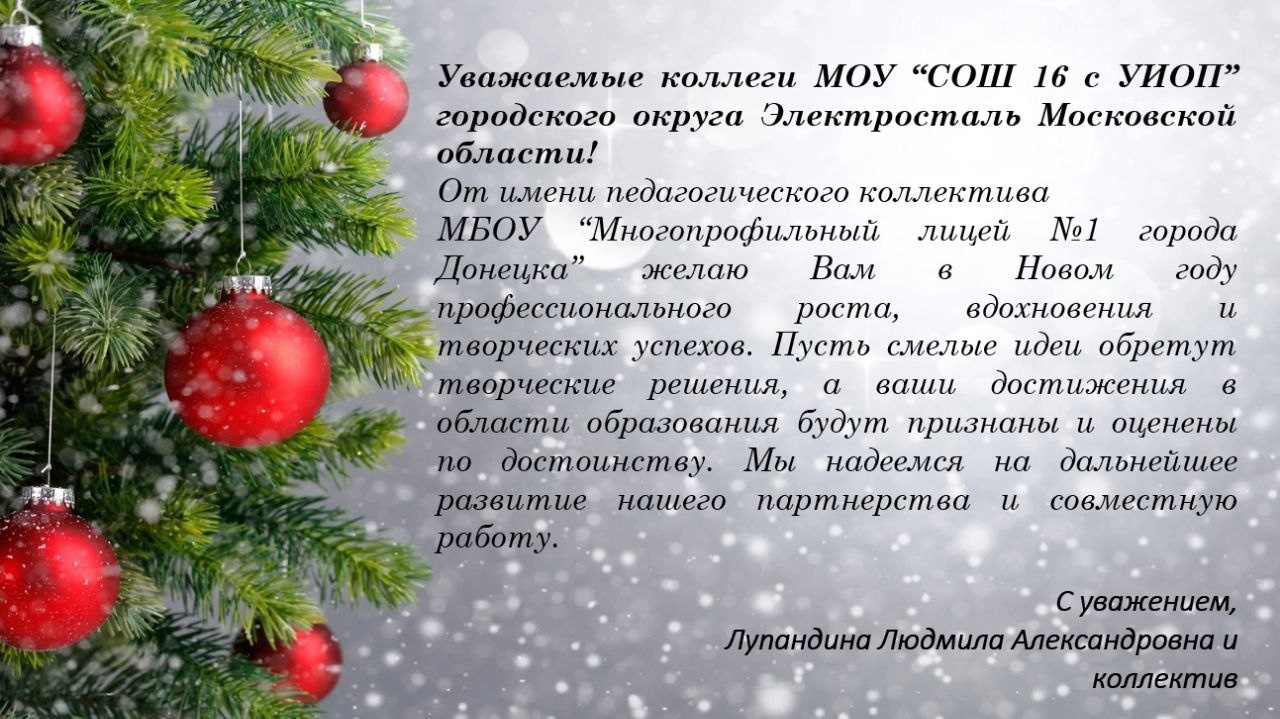 Уважаемые коллеги МОУ “СОШ 16 с УИОП”
городского округа Электросталь Московской
области!
От имени педагогического коллектива
МБОУ “Многопрофильный лицей №1 города
Донецка” желаю Вам в Новом году
профессионального роста, вдохновения и
творческих успехов. Пусть смелые идеи обретут
творческие решения, а ваши достижения в
области образования будут признаны и оценены
по достоинству. Мы надеемся на дальнейшее
развитие нашего партнерства и совместную
работу.
С уважением,
Лупандина Людмила Александровна и
коллектив